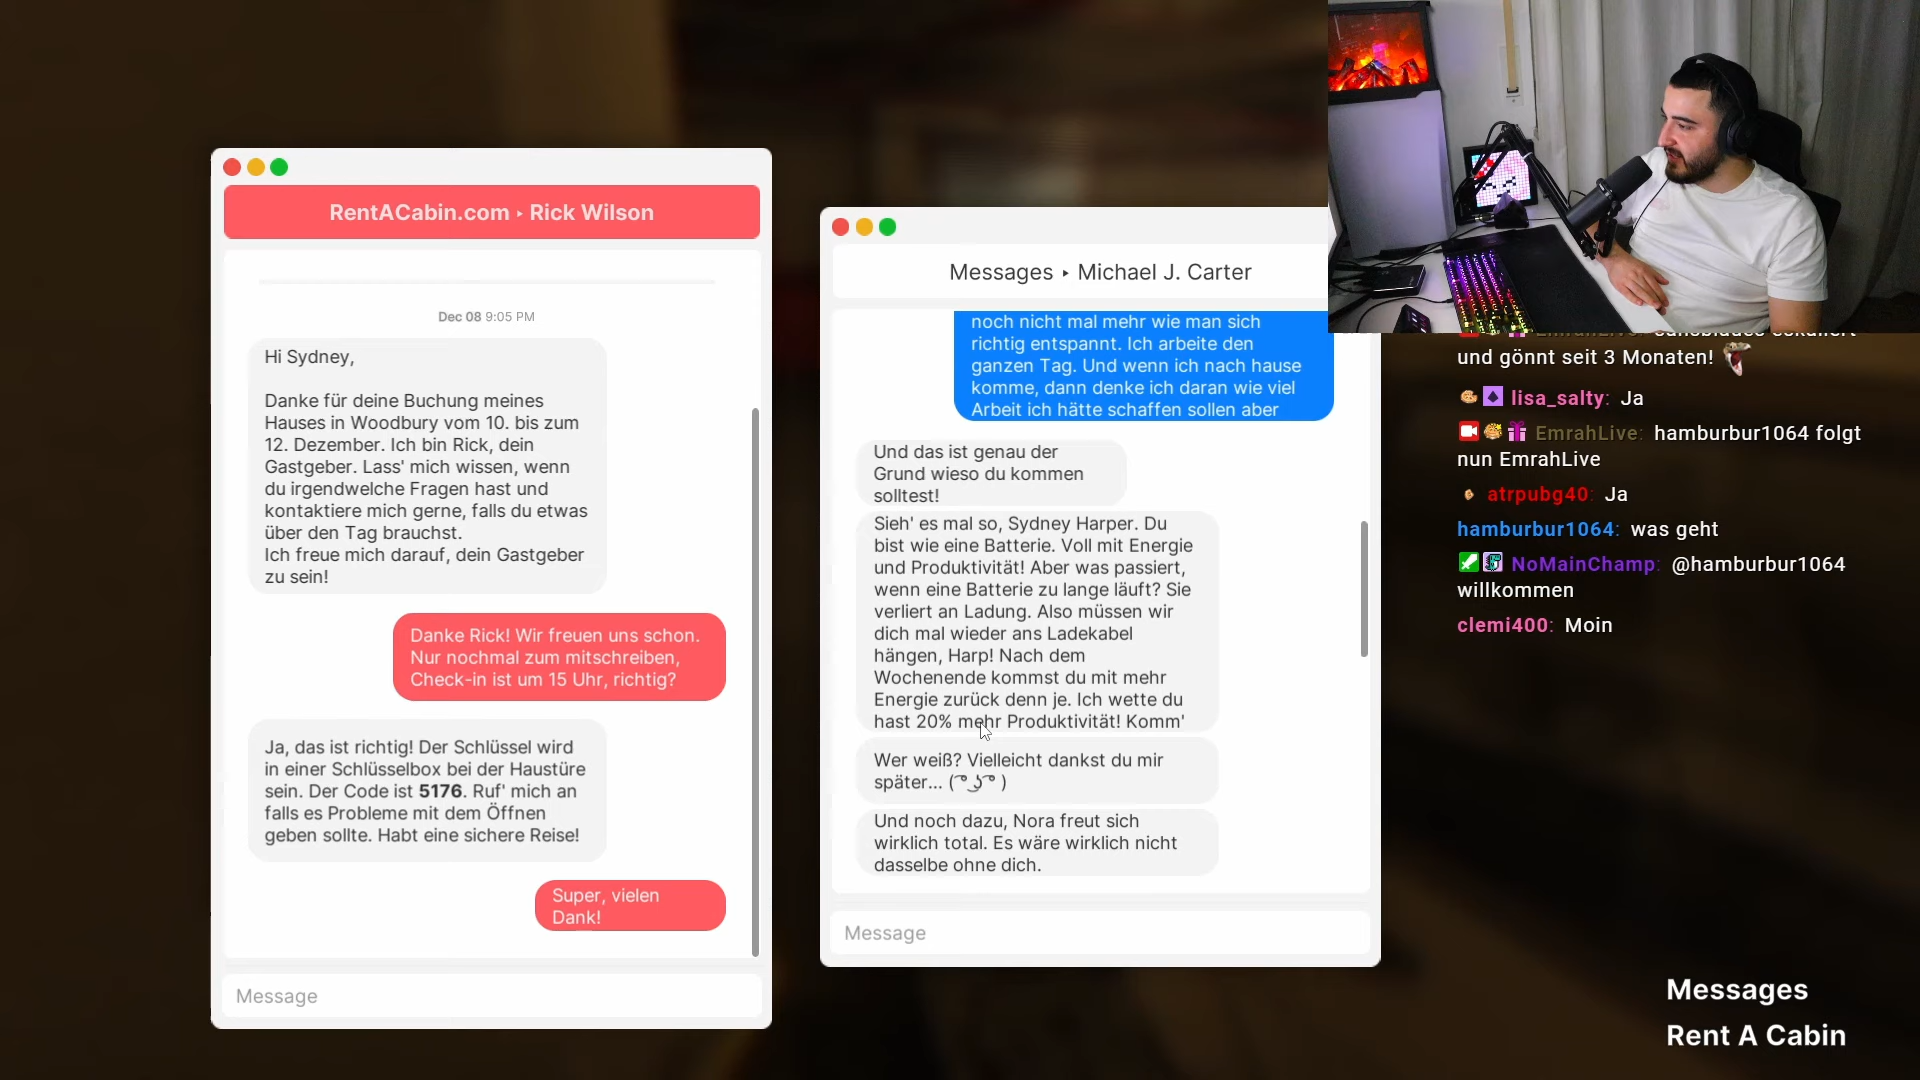 RentACabin.com ‣ Rick Wilson
Dec 08 9:05 PM
Hi Sydney,
Danke für deine Buchung meines
Hauses in Woodbury vom 10. bis zum
12. Dezember. Ich bin Rick, dein
Gastgeber. Lass' mich wissen, wenn
du irgendwelche Fragen hast und
kontaktiere mich gerne, falls du etwas
über den Tag brauchst.
Ich freue mich darauf, dein Gastgeber
zu sein!
Danke Rick! Wir freuen uns schon.
Nur nochmal zum mitschreiben,
Check-in ist um 15 Uhr, richtig?
Ja, das ist richtig! Der Schlüssel wird
in einer Schlüsselbox bei der Haustüre
sein. Der Code ist 5176. Ruf' mich an
falls es Probleme mit dem Öffnen
geben sollte. Habt eine sichere Reise!
Super, vielen
Dank!
Message
Messages ‣ Michael J. Carter
noch nicht mal mehr wie man sich
richtig entspannt. Ich arbeite den
ganzen Tag. Und wenn ich nach hause
komme, dann denke ich daran wie viel
Arbeit ich hätte schaffen sollen aber
Und das ist genau der
Grund wieso du kommen
solltest!
Sieh' es mal so, Sydney Harper. Du
bist wie eine Batterie. Voll mit Energie
und Produktivität! Aber was passiert,
wenn eine Batterie zu lange läuft? Sie
verliert an Ladung. Also müssen wir
dich mal wieder ans Ladekabel
hängen, Harp! Nach dem
Wochenende kommst du mit mehr
Energie zurück denn je. Ich wette du
hast 20% mehr Produktivität! Komm'
Wer weiß? Vielleicht dankst du mir
später... ( ͡° ͜ʖ ͡° )
Und noch dazu, Nora freut sich
wirklich total. Es wäre wirklich nicht
dasselbe ohne dich.
Message
und gönnt seit 3 Monaten!
lisa_salty: Ja
EmrahLive: hamburbur1064 folgt
nun EmrahLive
atrpubg40: Ja
hamburbur1064: was geht
NoMainChamp: @hamburbur1064
willkommen
clemi400: Moin
Messages
Rent A Cabin